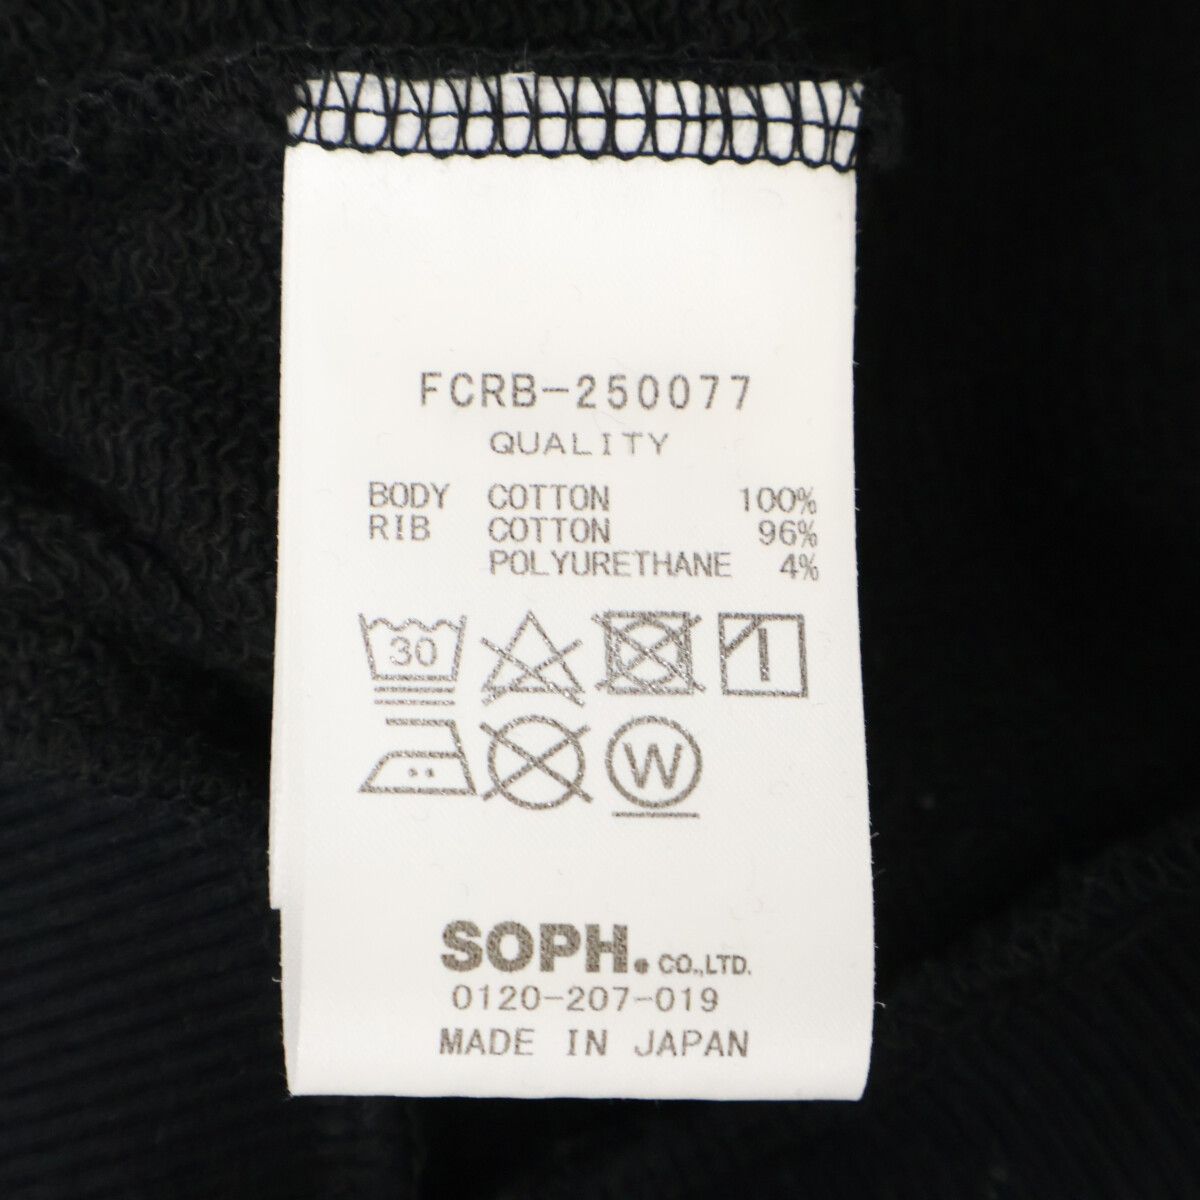 FCRB-250077
QUALITY
BODY COTTON 100%
RIB COTTON 96%
POLYURETHANE 4%
30
W
SOPH. CO.,LTD.
0120-207-019
MADE IN JAPAN